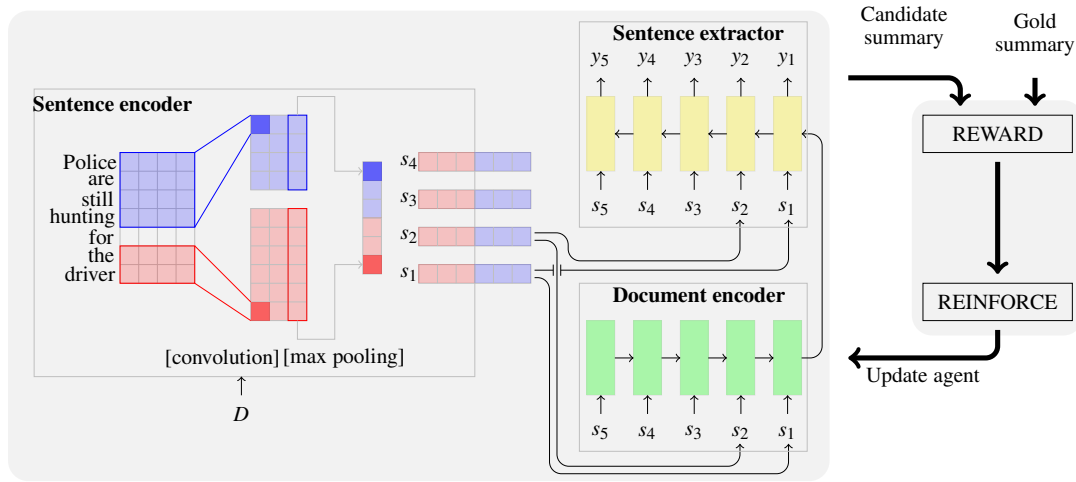 Sentence encoder
Police
are
still
hunting
for
the
driver
[convolution] [max pooling]
D
s4
s3
s2
s1
Sentence extractor
y5 y4 y3 y2 y1
s5 s4 s3 s2 s1
Document encoder
s5 s4 s3 s2 s1
Candidate
summary
Gold
summary
REWARD
REINFORCE
Update agent